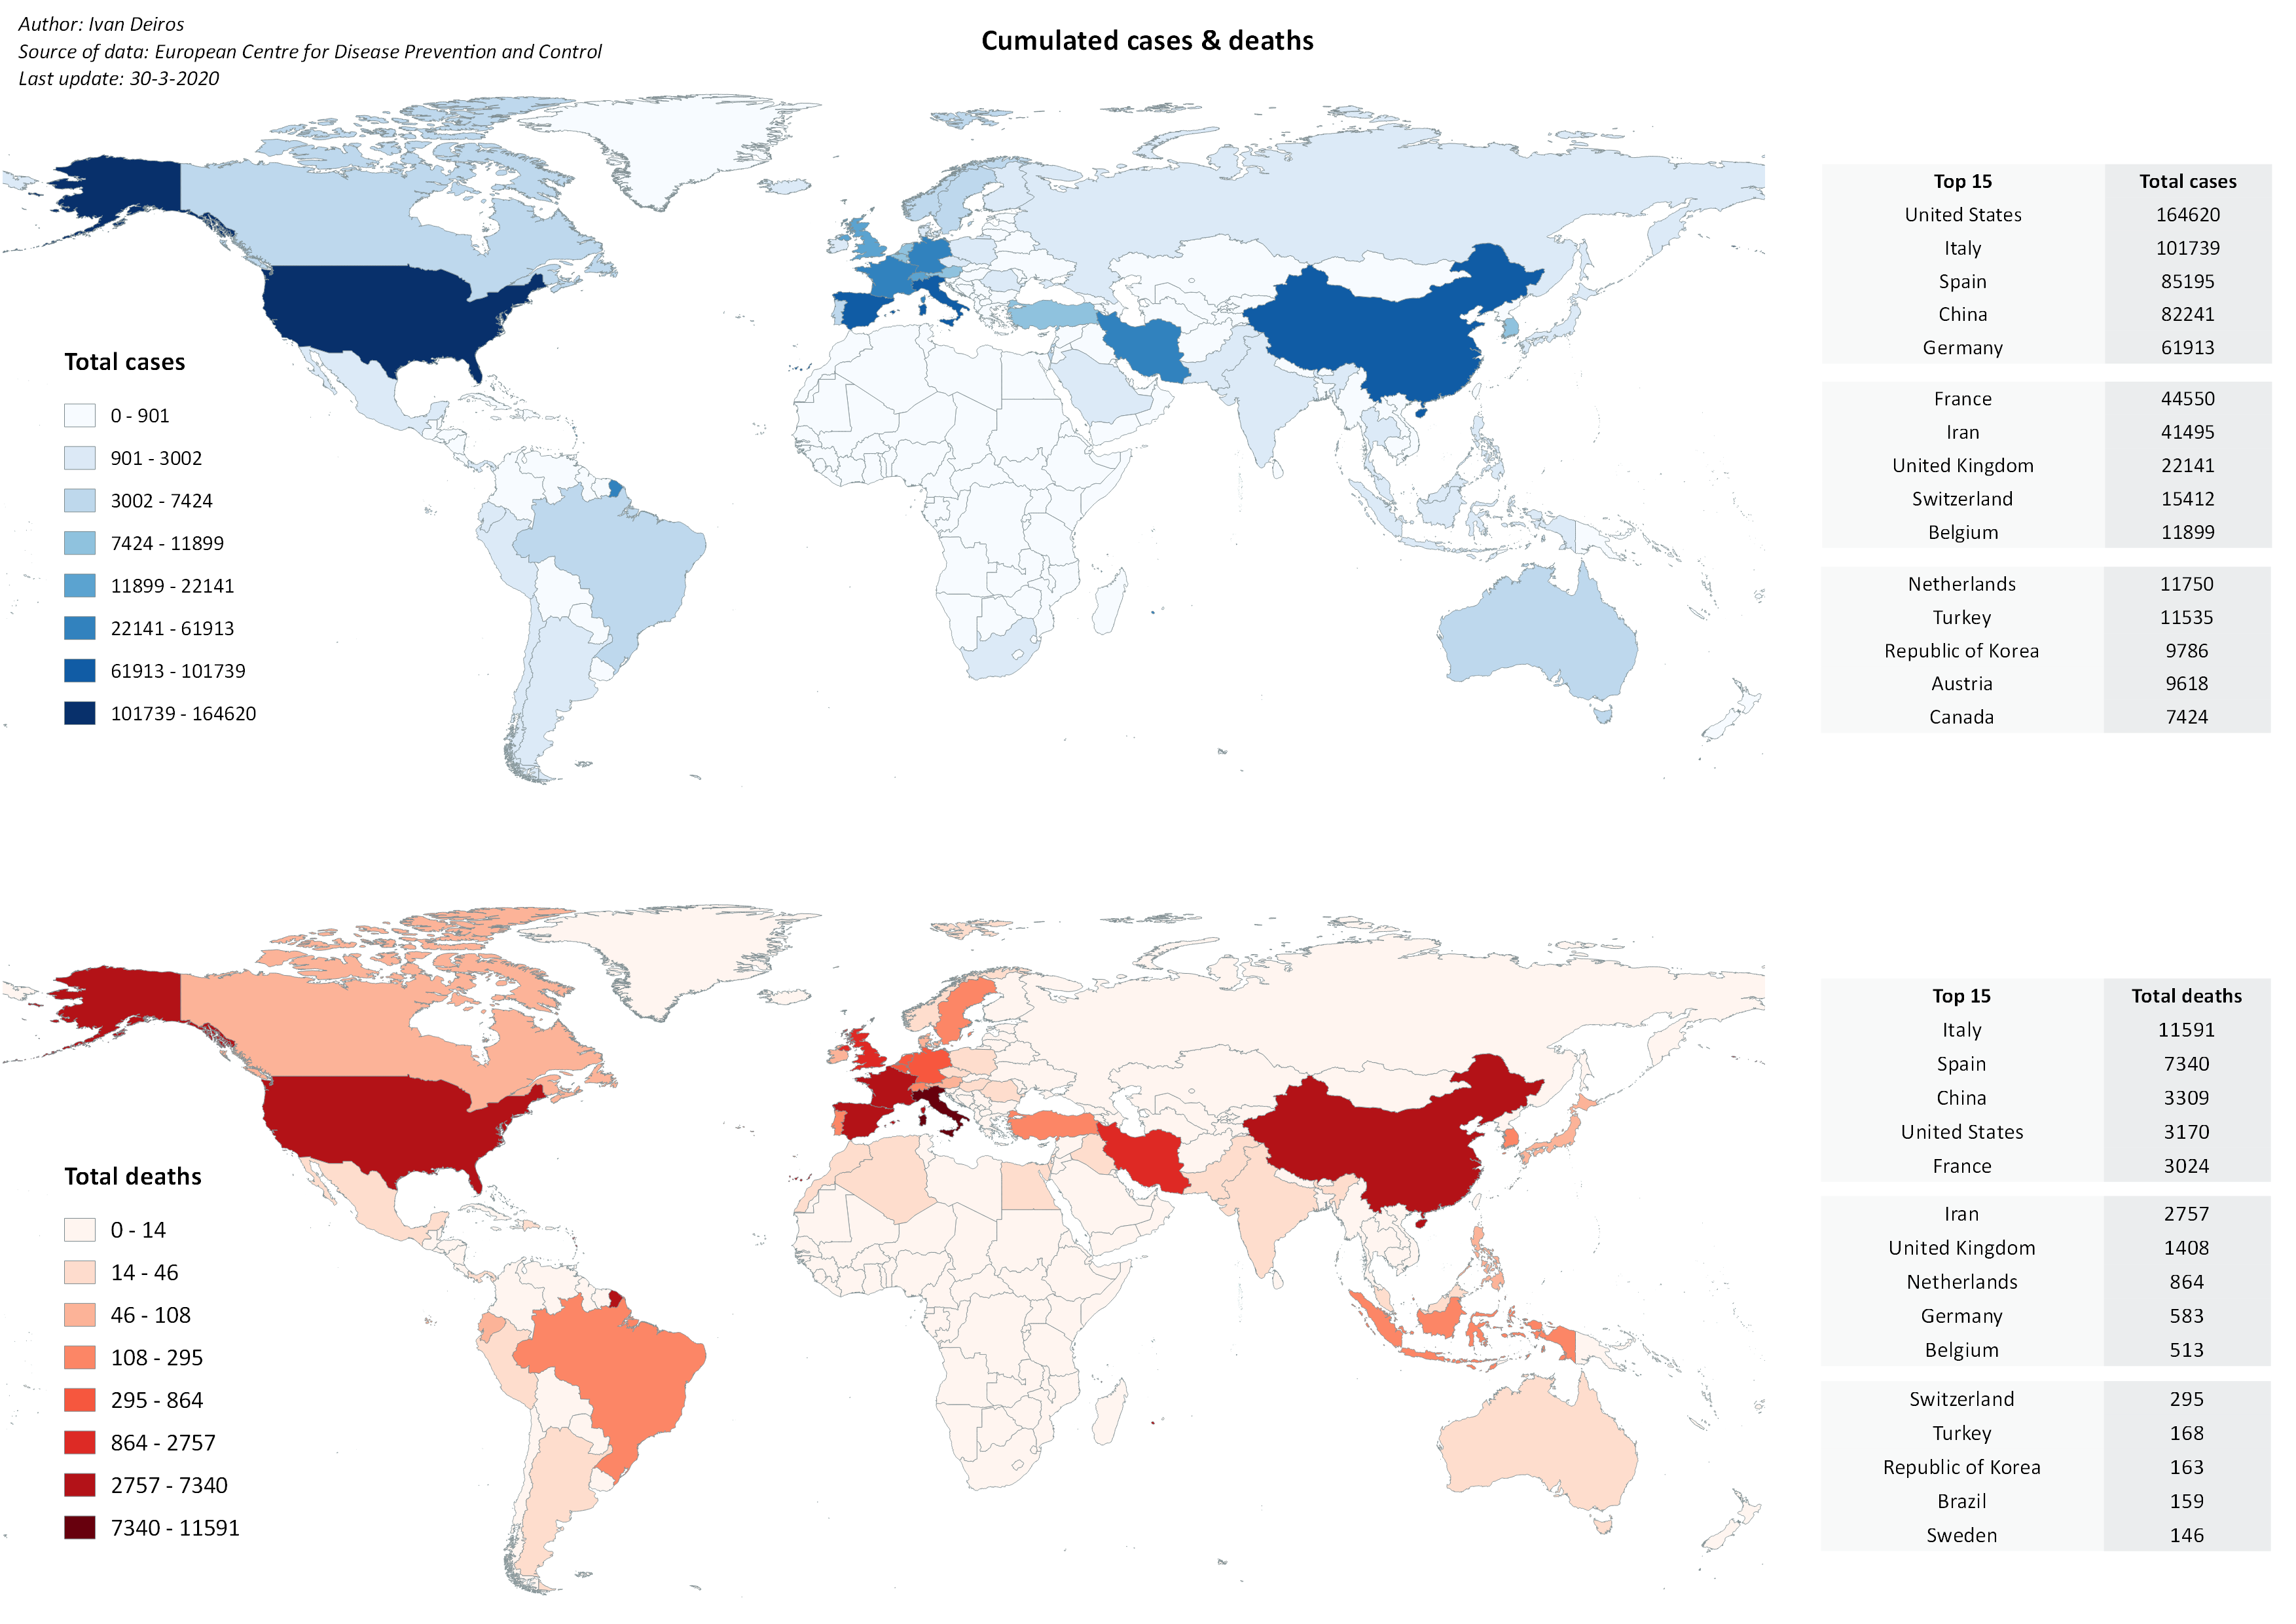 Author: Ivan Deiros
Source of data: European Centre for Disease Prevention and Control
Last update: 30-3-2020
Cumulated cases & deaths
Total cases
0 - 901
901 - 3002
3002 - 7424
7424 - 11899
11899 - 22141
22141 - 61913
61913 - 101739
101739 - 164620
Top 15 Total cases
United States 164620
Italy 101739
Spain 85195
China 82241
Germany 61913
France 44550
Iran 41495
United Kingdom 22141
Switzerland 15412
Belgium 11899
Netherlands 11750
Turkey 11535
Republic of Korea 9786
Austria 9618
Canada 7424
Total deaths
0 - 14
14 - 46
46 - 108
108 - 295
295 - 864
864 - 2757
2757 - 7340
7340 - 11591
Top 15 Total deaths
Italy 11591
Spain 7340
China 3309
United States 3170
France 3024
Iran 2757
United Kingdom 1408
Netherlands 864
Germany 583
Belgium 513
Switzerland 295
Turkey 168
Republic of Korea 163
Brazil 159
Sweden 146